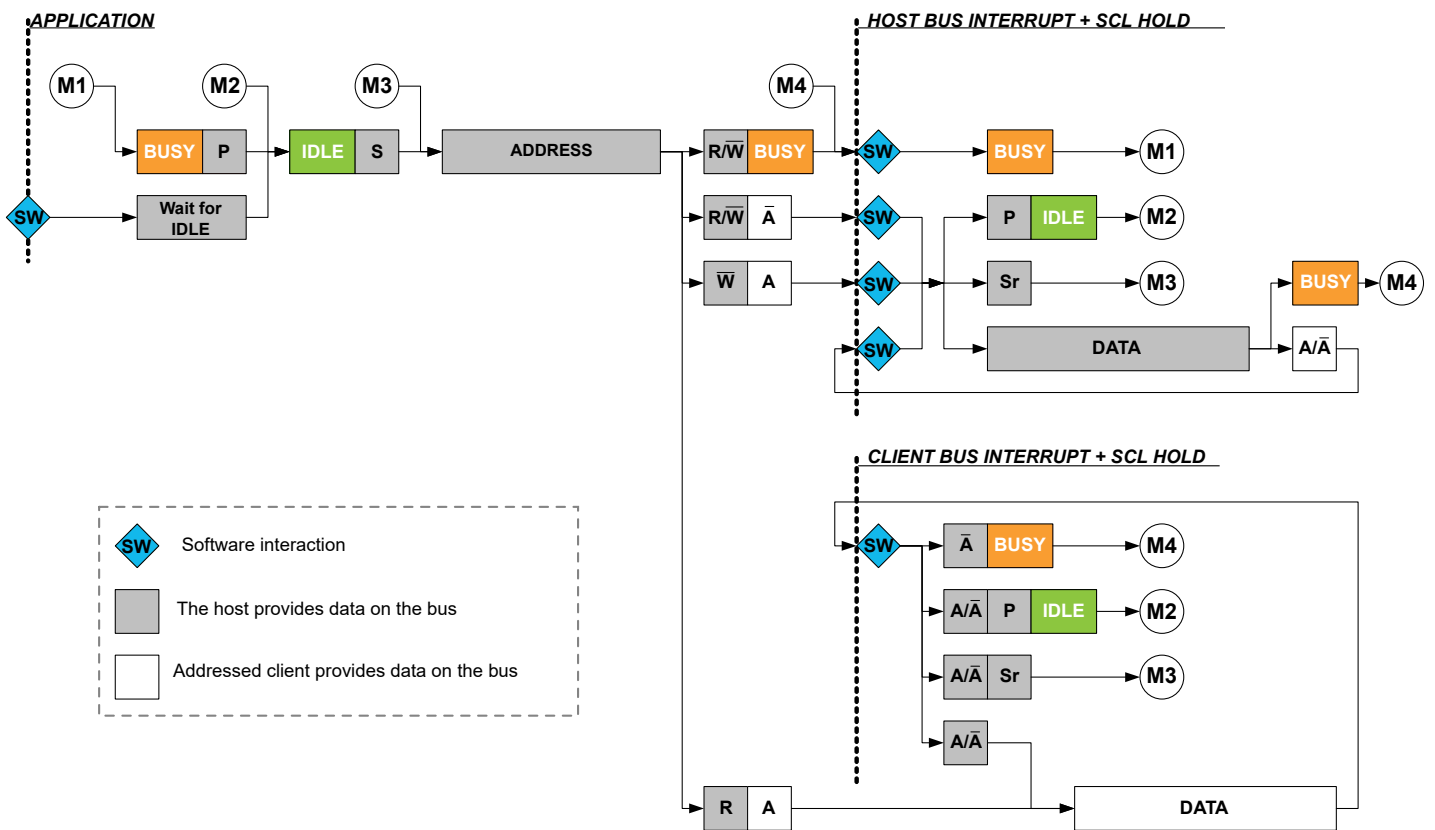 APPLICATION
HOST BUS INTERRUPT + SCL HOLD
M1
M2
M3
M4
BUSY P
IDLE S
ADDRESS
R/W̅ BUSY
SW
BUSY
M1
SW
Wait for
IDLE
R/W̅ A̅
SW
P IDLE
M2
W̅ A
SW
Sr
M3
BUSY
M4
SW
DATA
A/A̅
CLIENT BUS INTERRUPT + SCL HOLD
SW
A̅ BUSY
M4
A/A̅ P IDLE
M2
A/A̅ Sr
M3
A/A̅
R A
DATA
SW
Software interaction
The host provides data on the bus
Addressed client provides data on the bus